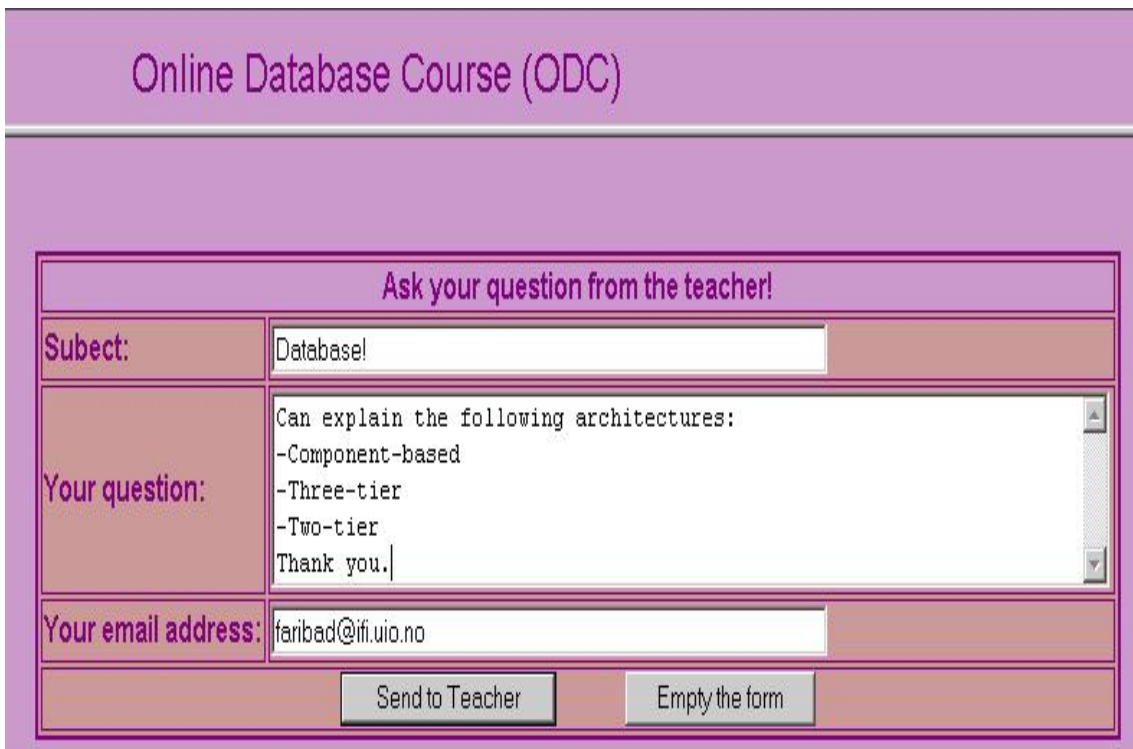 Online Database Course (ODC)
Ask your question from the teacher!
Subect:
Database!
Your question:
Can explain the following architectures:
-Component-based
-Three-tier
-Two-tier
Thank you.
Your email address:
faribad@ifi.uio.no
Send to Teacher
Empty the form